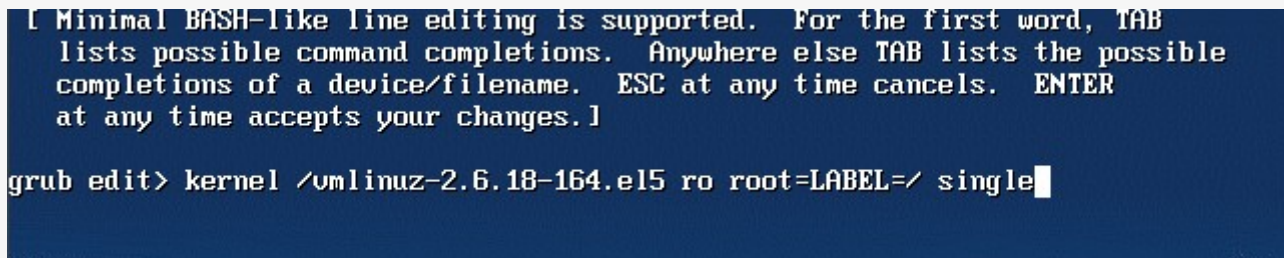 [ Minimal BASH-like line editing is supported.  For the first word, TAB
lists possible command completions.  Anywhere else TAB lists the possible
completions of a device/filename.  ESC at any time cancels.  ENTER
at any time accepts your changes.]
grub edit> kernel /vmlinuz-2.6.18-164.el5 ro root=LABEL=/ single